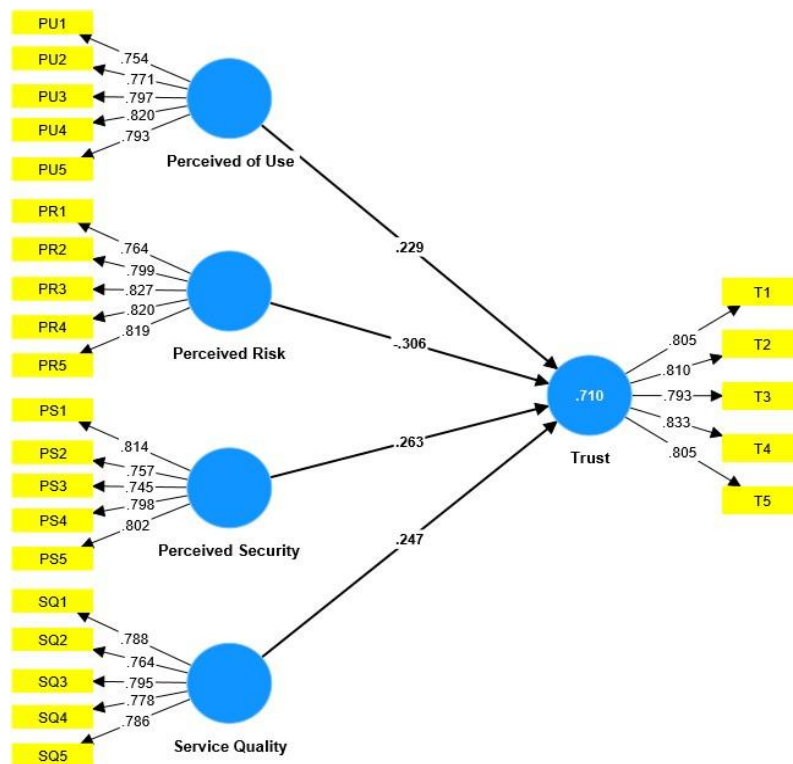 PU1
PU2
PU3
PU4
PU5
.754
.771
.797
.820
.793
Perceived of Use
PR1
PR2
PR3
PR4
PR5
.764
.799
.827
.820
.819
Perceived Risk
PS1
PS2
PS3
PS4
PS5
.814
.757
.745
.798
.802
Perceived Security
SQ1
SQ2
SQ3
SQ4
SQ5
.788
.764
.795
.778
.786
Service Quality
.229
-.306
.263
.247
.710
Trust
.805
.810
.793
.833
.805
T1
T2
T3
T4
T5